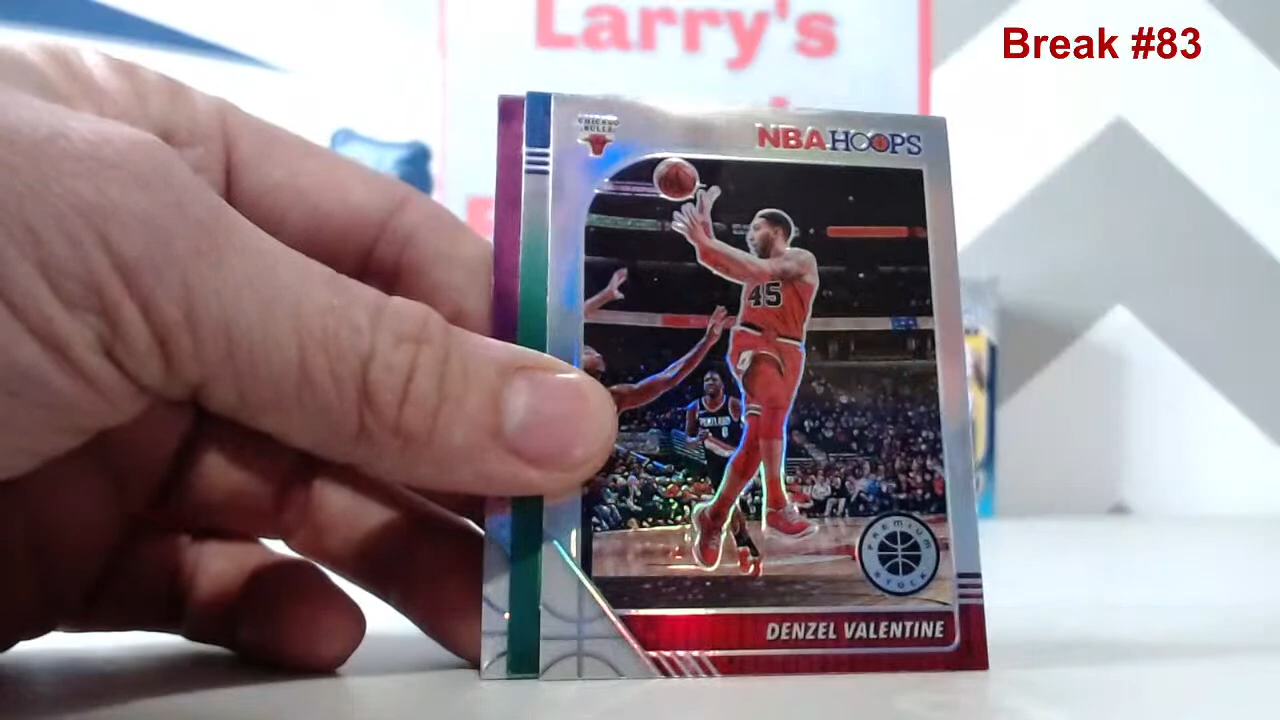 Larry's
Break #83
CHICAGO
BULLS
NBA HOOPS
45
PREMIUM
STOCK
DENZEL VALENTINE